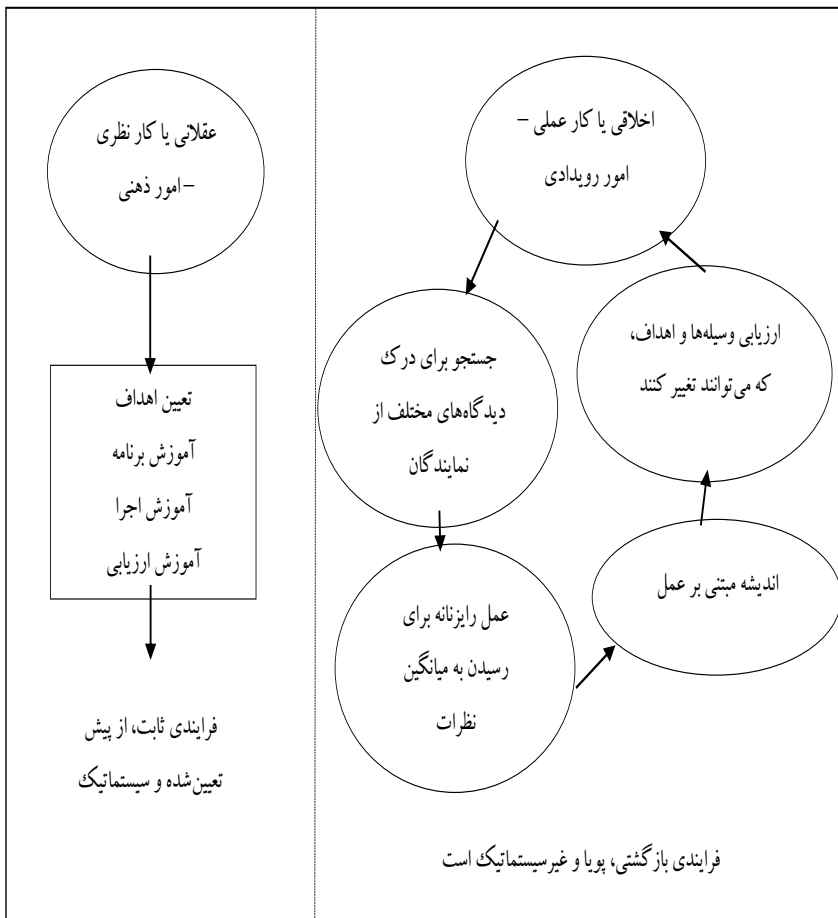 اخلاقی یا کار عملی –
امور رویدادی
جستجو برای درک
دیدگاه‌های مختلف از
نمایندگان
عمل رایزنانه برای
رسیدن به میانگین
نظرات
اندیشه مبتنی بر عمل
ارزیابی وسیله‌ها و اهداف،
که می‌توانند تغییر کنند
فرایندی بازگشتی، پویا و غیرسیستماتیک است
عقلانی یا کار نظری
–امور ذهنی
تعیین اهداف
آموزش برنامه
آموزش اجرا
آموزش ارزیابی
فرایندی ثابت، از پیش
تعیین‌شده و سیستماتیک